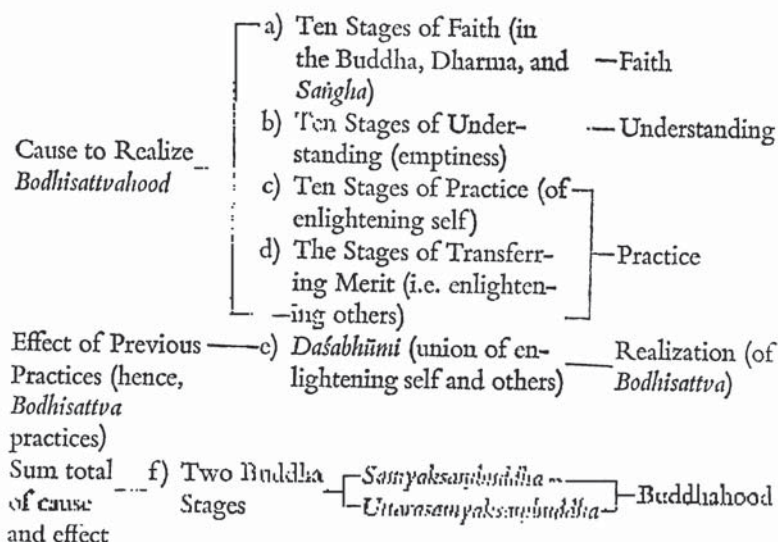 a) Ten Stages of Faith (in
the Buddha, Dharma, and —Faith
Saṅgha)
b) Ten Stages of Under- — Understanding
standing (emptiness)
Cause to Realize
Bodhisattvahood
c) Ten Stages of Practice (of
enlightening self)
d) The Stages of Transferr-
ing Merit (i.e. enlighten- Practice
ing others)
Effect of Previous
Practices (hence,
Bodhisattva
practices)
e) Daśabhūmi (union of en-
lightening self and others)
Realization (of
Bodhisattva)
Sum total
of cause
and effect
f) Two Buddha
Stages
Samyaksaṃbuddha
Uttarasamyaksaṃbuddha
Buddhahood